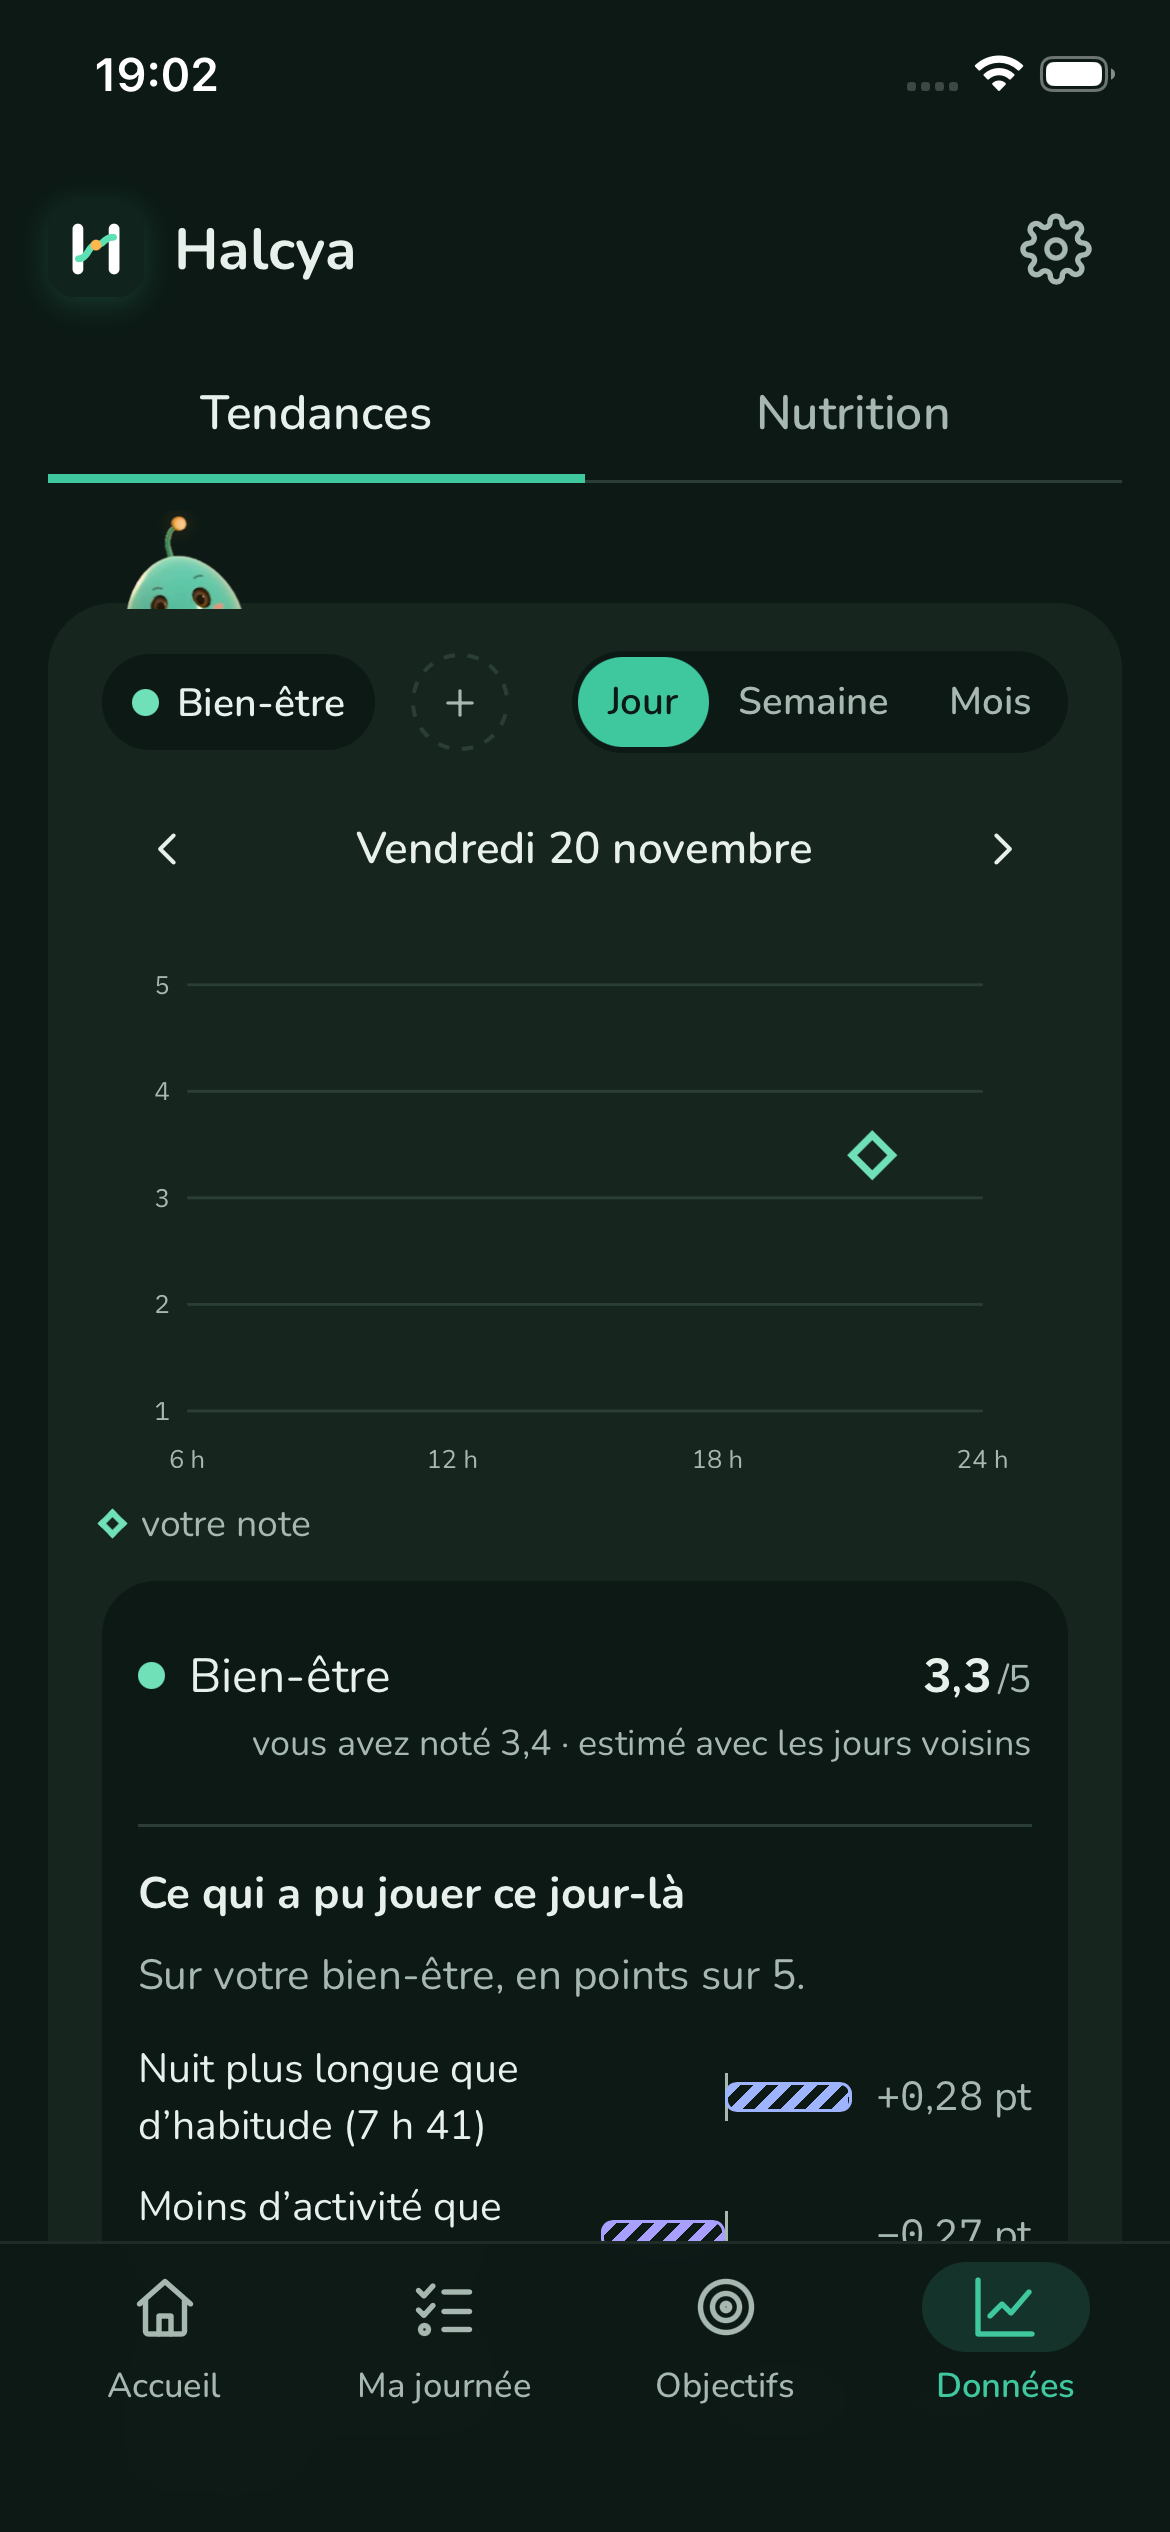 19:02
Halcya
Tendances
Nutrition
Bien-être
+
Jour
Semaine
Mois
Vendredi 20 novembre
5
4
3
2
1
6 h
12 h
18 h
24 h
votre note
Bien-être
3,3/5
vous avez noté 3,4 · estimé avec les jours voisins
Ce qui a pu jouer ce jour-là
Sur votre bien-être, en points sur 5.
Nuit plus longue que
d’habitude (7 h 41)
+0,28 pt
Moins d’activité que
−0,27 pt
Accueil
Ma journée
Objectifs
Données